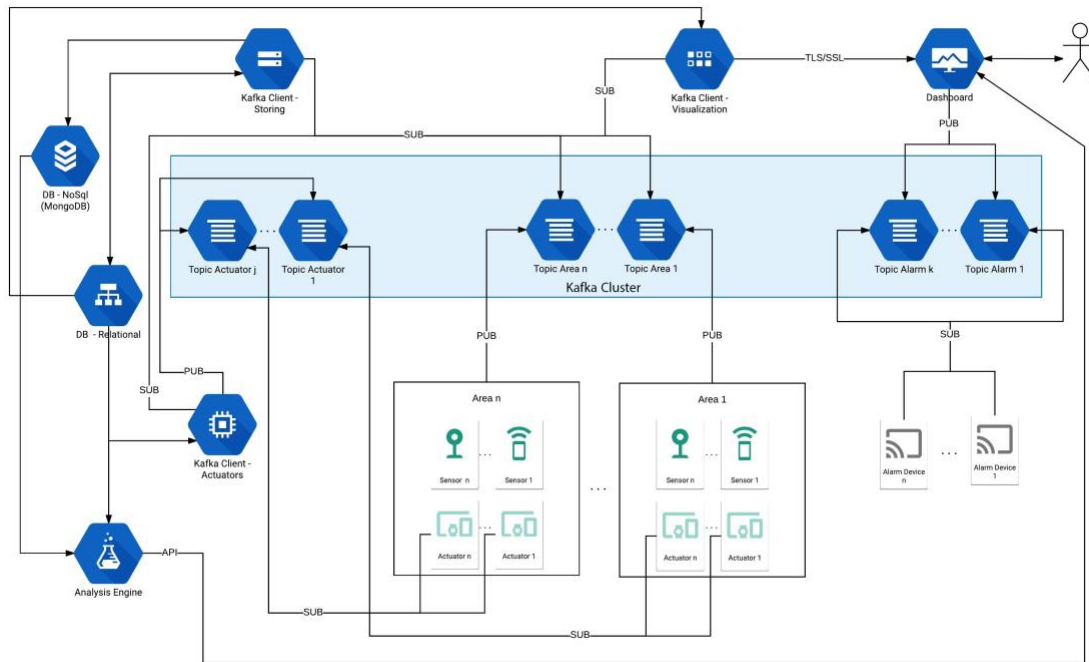 Kafka Client -
Storing
Kafka Client -
Visualization
TLS/SSL
Dashboard
SUB
PUB
SUB
DB - NoSql
(MongoDB)
Topic Actuator j
...
Topic Actuator
1
Topic Area n
...
Topic Area 1
Topic Alarm k
...
Topic Alarm 1
Kafka Cluster
DB - Relational
PUB
PUB
SUB
PUB
SUB
Kafka Client -
Actuators
Area n
Sensor n
...
Sensor 1
Actuator n
...
Actuator 1
...
Area 1
Sensor n
...
Sensor 1
Actuator n
...
Actuator 1
Alarm Device
n
...
Alarm Device
1
Analysis Engine
API
SUB
SUB